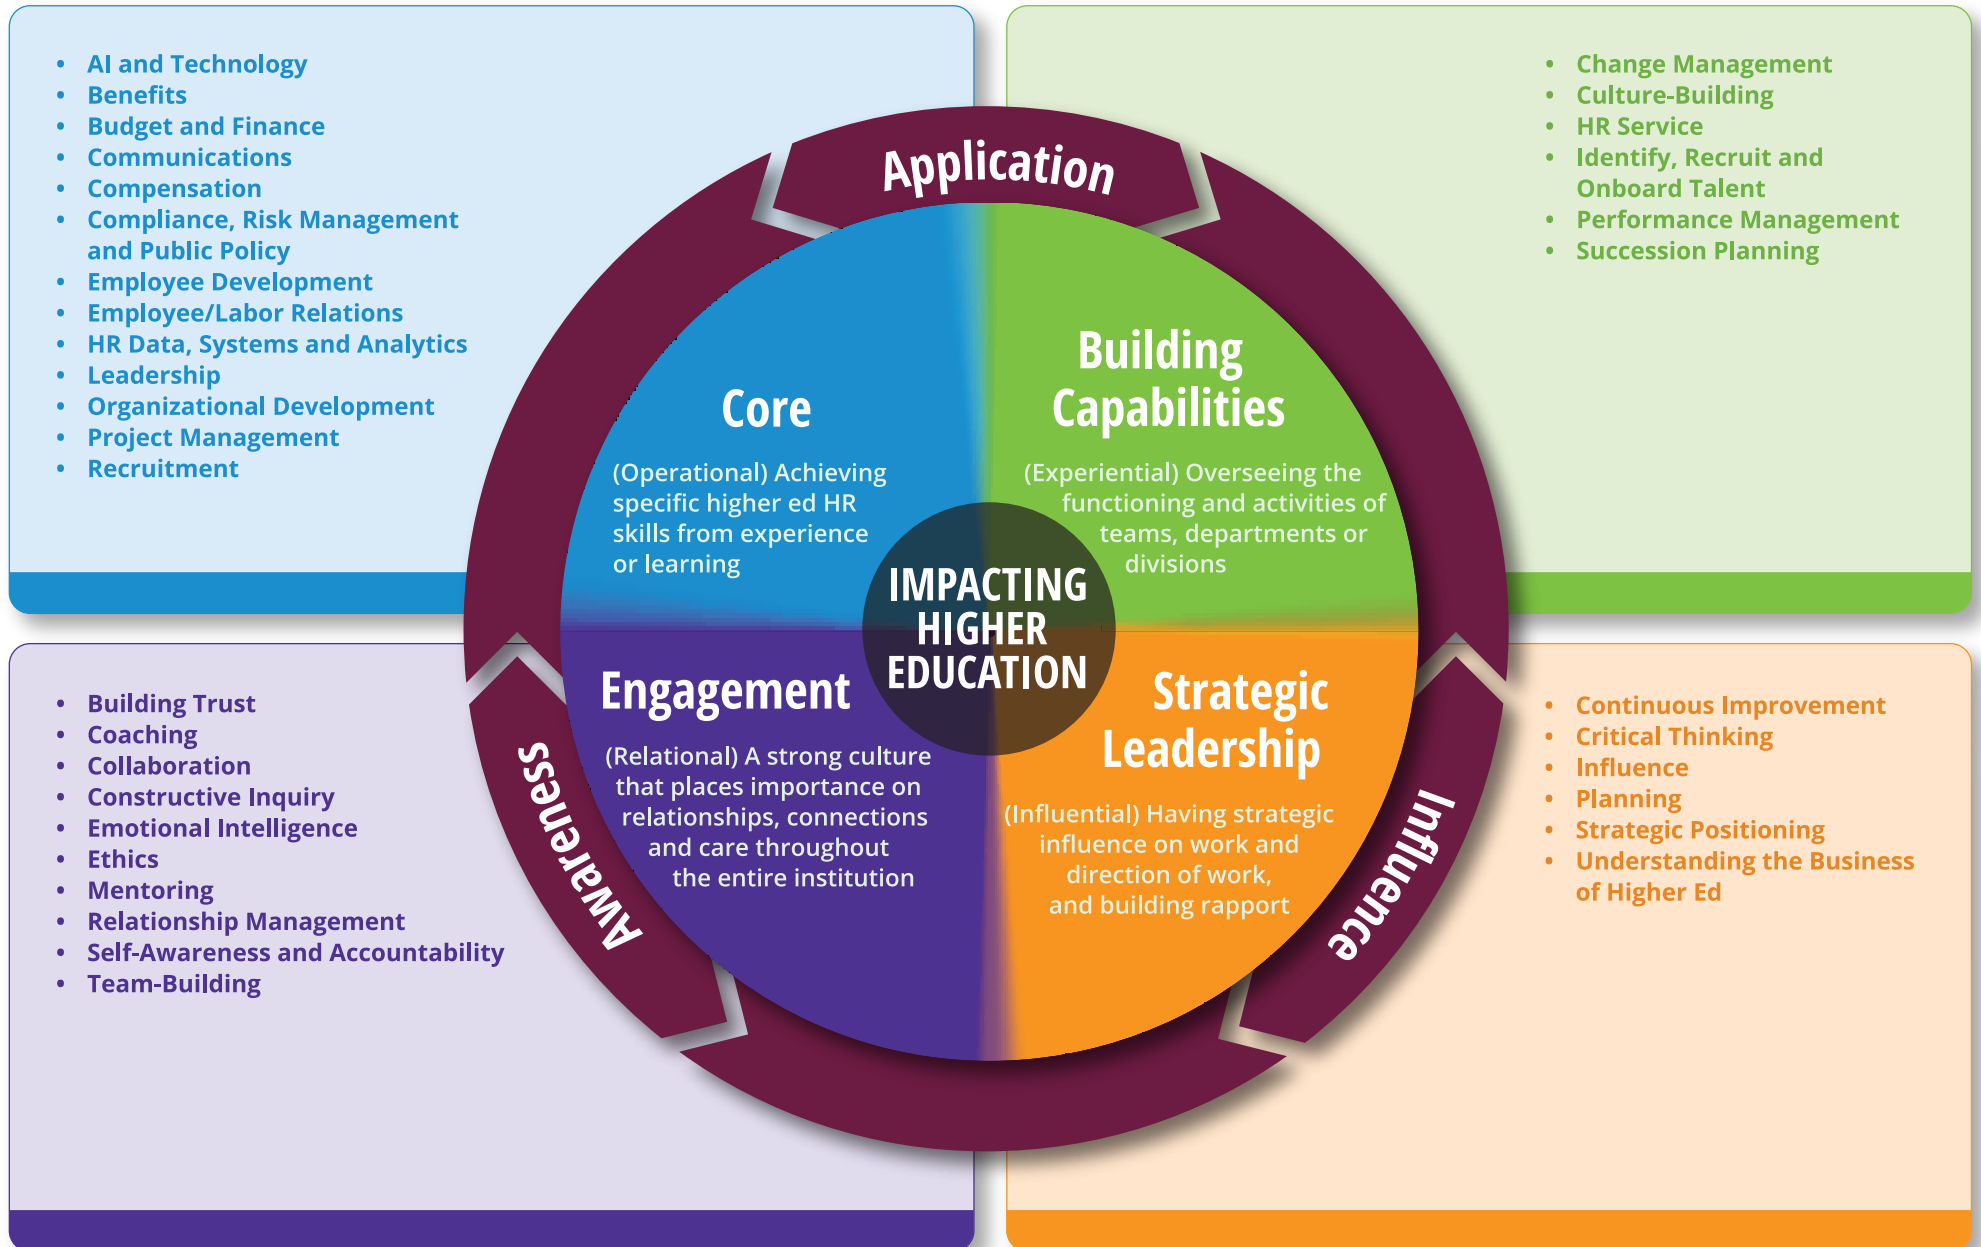 • AI and Technology
• Benefits
• Budget and Finance
• Communications
• Compensation
• Compliance, Risk Management
and Public Policy
• Employee Development
• Employee/Labor Relations
• HR Data, Systems and Analytics
• Leadership
• Organizational Development
• Project Management
• Recruitment
• Change Management
• Culture-Building
• HR Service
• Identify, Recruit and
Onboard Talent
• Performance Management
• Succession Planning
Application
Core
(Operational) Achieving
specific higher ed HR
skills from experience
or learning
Building
Capabilities
(Experiential) Overseeing the
functioning and activities of
teams, departments or
divisions
IMPACTING
HIGHER
EDUCATION
Engagement
(Relational) A strong culture
that places importance on
relationships, connections
and care throughout
the entire institution
Strategic
Leadership
(Influential) Having strategic
influence on work and
direction of work,
and building rapport
Awareness
Influence
• Building Trust
• Coaching
• Collaboration
• Constructive Inquiry
• Emotional Intelligence
• Ethics
• Mentoring
• Relationship Management
• Self-Awareness and Accountability
• Team-Building
• Continuous Improvement
• Critical Thinking
• Influence
• Planning
• Strategic Positioning
• Understanding the Business
of Higher Ed